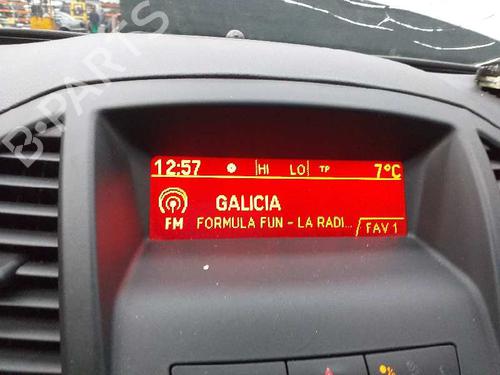 B-PARTS
12:57 HI LO TP 7°C
GALICIA
FM FORMULA FUN - LA RADI...
FAV 1